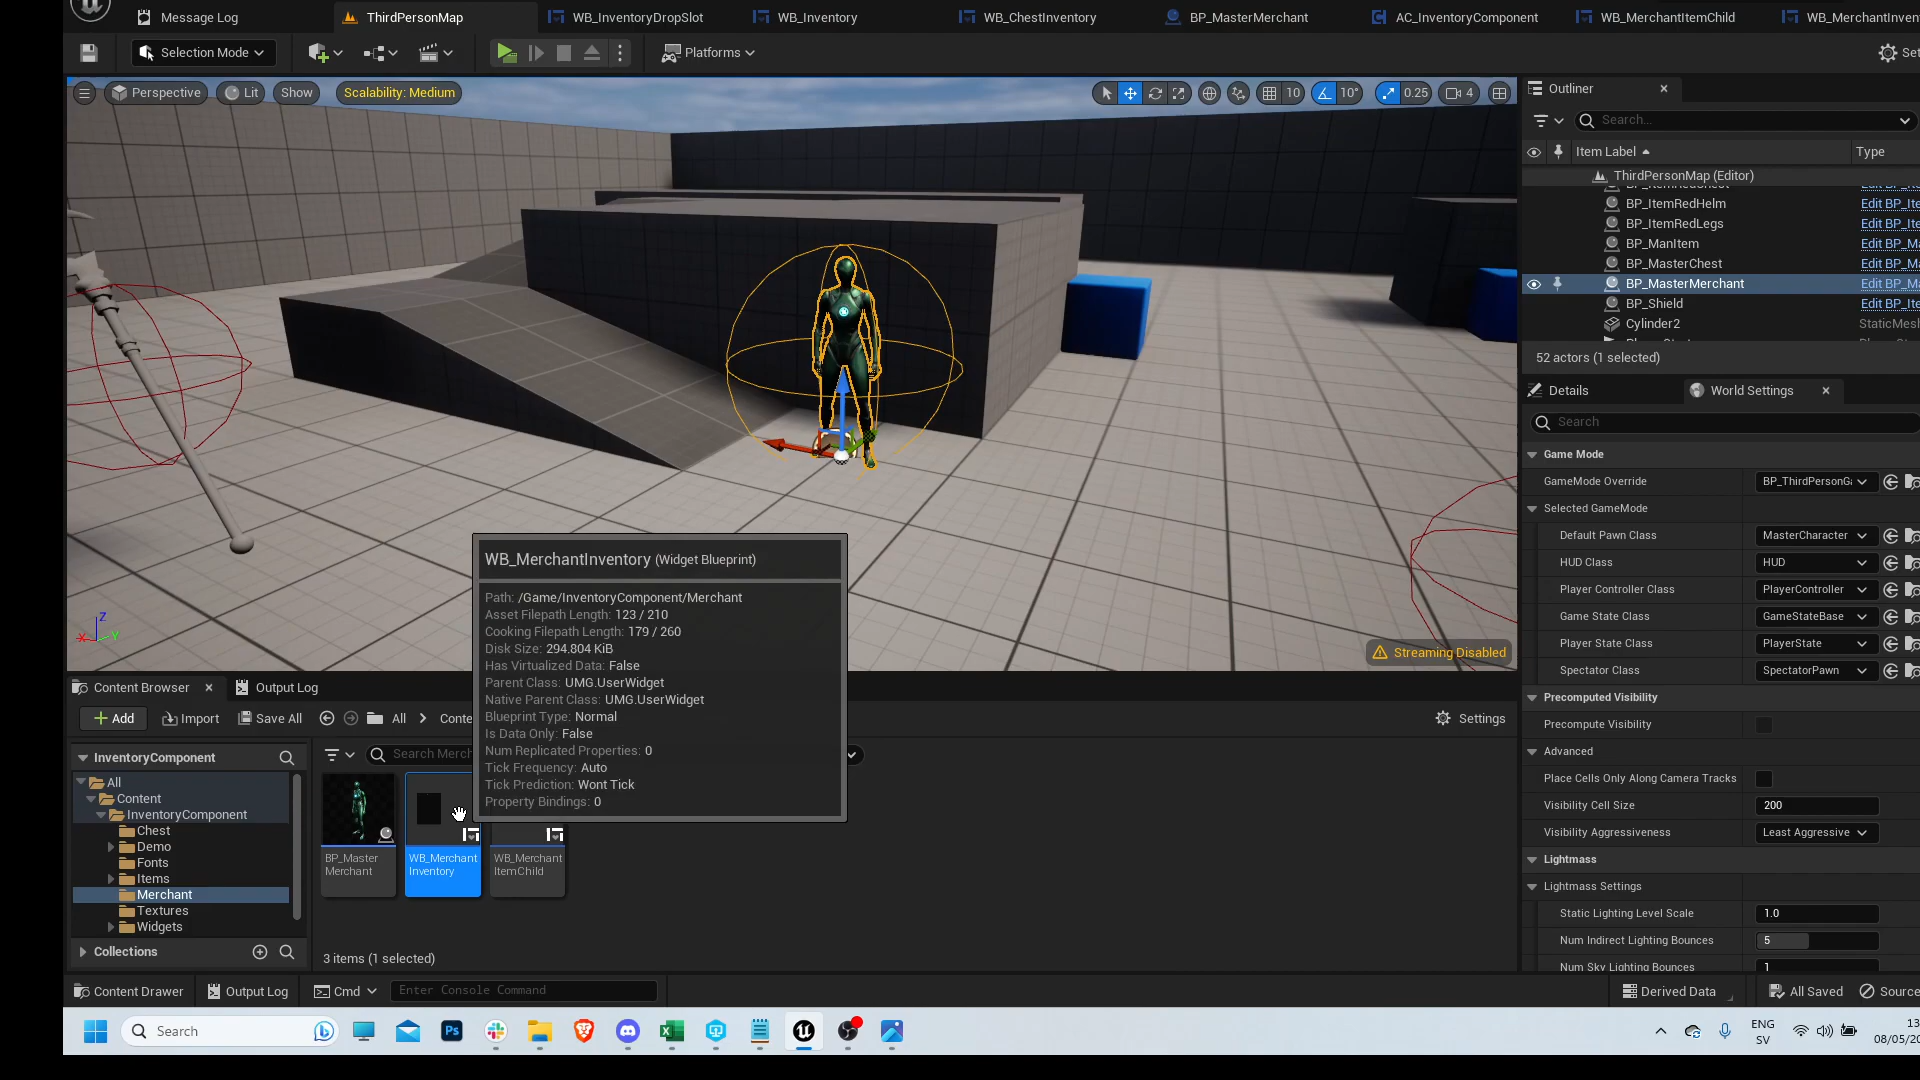 Message Log
ThirdPersonMap
WB_InventoryDropSlot
WB_Inventory
WB_ChestInventory
BP_MasterMerchant
AC_InventoryComponent
WB_MerchantItemChild
WB_MerchantInven
Selection Mode
Platforms
Set
Perspective
Lit
Show
Scalability: Medium
10
10°
0.25
4
Outliner
Search...
Item Label
Type
ThirdPersonMap (Editor)
BP_ItemRedHelm
Edit BP_Ite
BP_ItemRedLegs
Edit BP_Ite
BP_ManItem
Edit BP_Ma
BP_MasterChest
Edit BP_Ma
BP_MasterMerchant
Edit BP_Ma
BP_Shield
Edit BP_Ite
Cylinder2
StaticMesh
52 actors (1 selected)
Details
World Settings
Search
Game Mode
GameMode Override
BP_ThirdPersonGa
Selected GameMode
Default Pawn Class
MasterCharacter
HUD Class
HUD
Player Controller Class
PlayerController
Game State Class
GameStateBase
Player State Class
PlayerState
Spectator Class
SpectatorPawn
Precomputed Visibility
Precompute Visibility
Advanced
Place Cells Only Along Camera Tracks
Visibility Cell Size
200
Visibility Aggressiveness
Least Aggressive
Lightmass
Lightmass Settings
Static Lighting Level Scale
1.0
Num Indirect Lighting Bounces
5
Num Sky Lighting Bounces
1
Z
X
Y
Streaming Disabled
WB_MerchantInventory (Widget Blueprint)
Path: /Game/InventoryComponent/Merchant
Asset Filepath Length: 123 / 210
Cooking Filepath Length: 179 / 260
Disk Size: 294.804 KiB
Has Virtualized Data: False
Parent Class: UMG.UserWidget
Native Parent Class: UMG.UserWidget
Blueprint Type: Normal
Is Data Only: False
Num Replicated Properties: 0
Tick Frequency: Auto
Tick Prediction: Wont Tick
Property Bindings: 0
Content Browser
Output Log
Add
Import
Save All
All
Conte
Settings
InventoryComponent
Search Merch
All
Content
InventoryComponent
Chest
Demo
Fonts
Items
Merchant
Textures
Widgets
Collections
BP_Master
Merchant
WB_Merchant
Inventory
WB_Merchant
ItemChild
3 items (1 selected)
Content Drawer
Output Log
Cmd
Enter Console Command
Derived Data
All Saved
Source
Search
Ps
ENG
SV
13
08/05/20